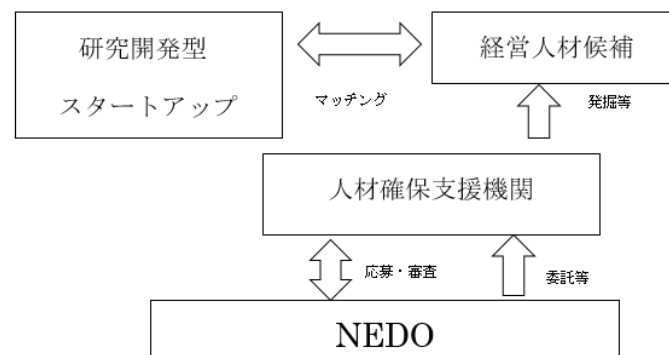 研究開発型
スタートアップ
マッチング
経営人材候補
発掘等
人材確保支援機関
応募・審査
委託等
NEDO